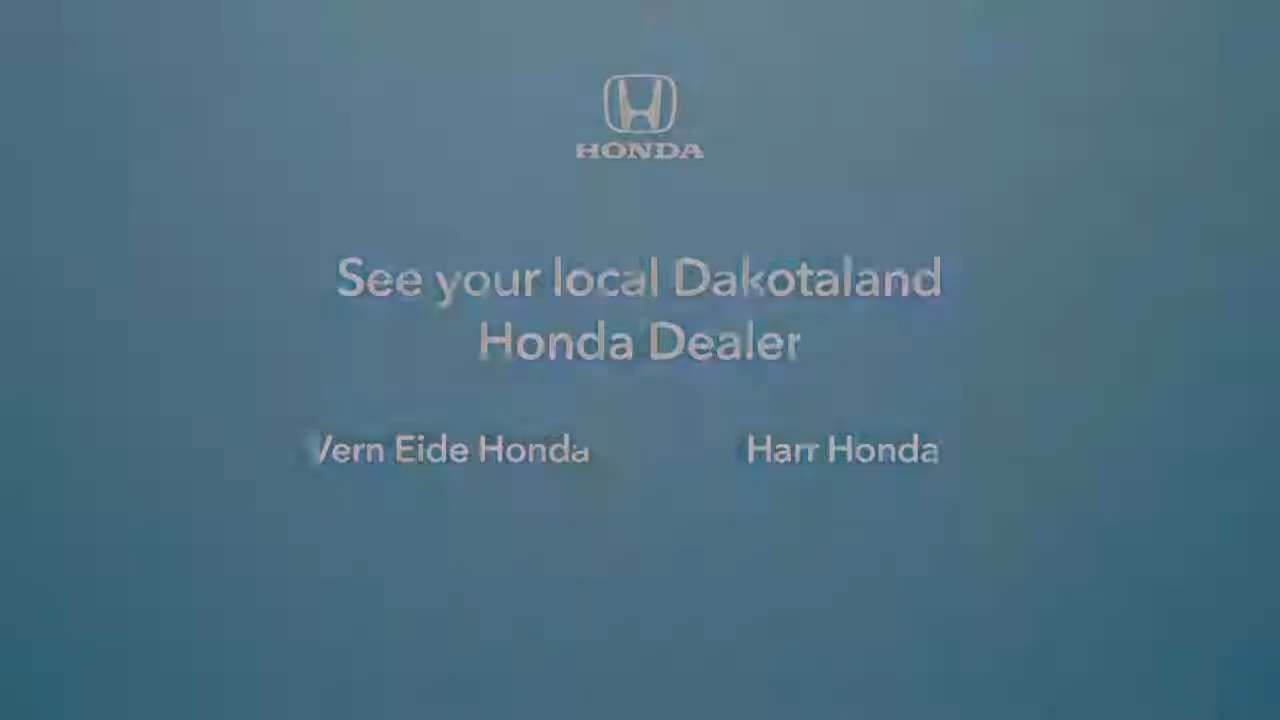 HONDA
See your local Dakotaland
Honda Dealer
Vern Eide Honda
Harr Honda